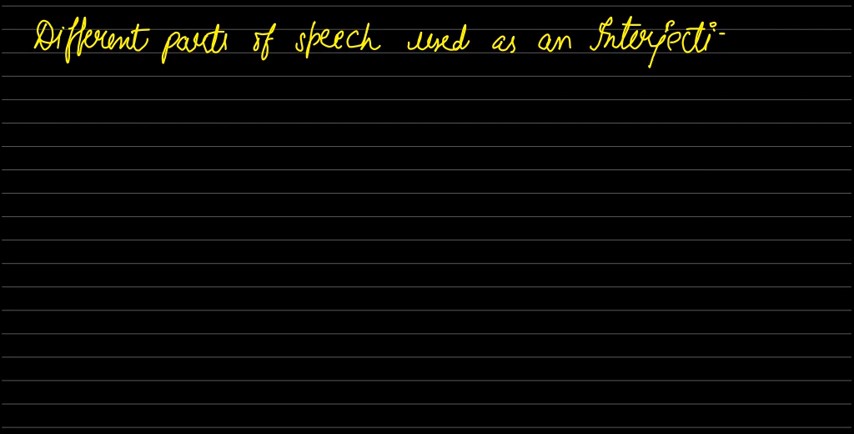 Different parts of speech used as an Interjecti-